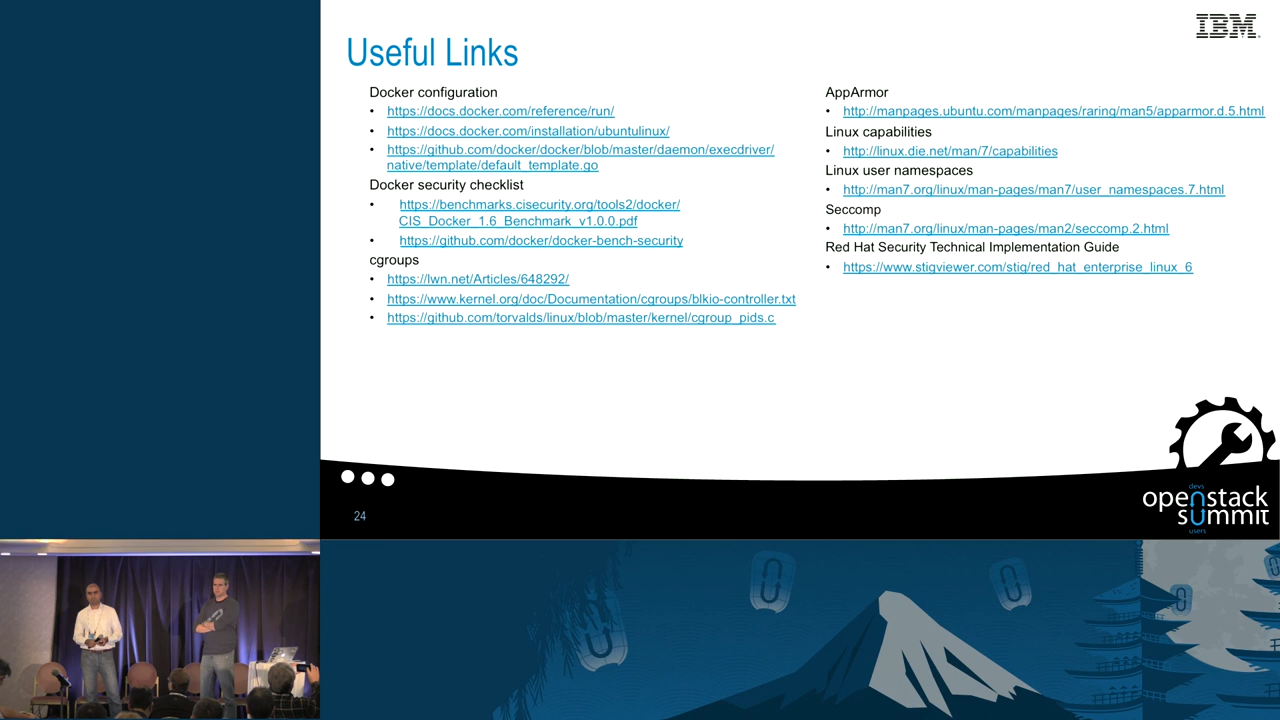 IBM
Useful Links
Docker configuration
• https://docs.docker.com/reference/run/
• https://docs.docker.com/installation/ubuntulinux/
• https://github.com/docker/docker/blob/master/daemon/execdriver/
native/template/default_template.go
Docker security checklist
• https://benchmarks.cisecurity.org/tools2/docker/
CIS_Docker_1.6_Benchmark_v1.0.0.pdf
• https://github.com/docker/docker-bench-security
cgroups
• https://lwn.net/Articles/648292/
• https://www.kernel.org/doc/Documentation/cgroups/blkio-controller.txt
• https://github.com/torvalds/linux/blob/master/kernel/cgroup_pids.c
AppArmor
• http://manpages.ubuntu.com/manpages/raring/man5/apparmor.d.5.html
Linux capabilities
• http://linux.die.net/man/7/capabilities
Linux user namespaces
• http://man7.org/linux/man-pages/man7/user_namespaces.7.html
Seccomp
• http://man7.org/linux/man-pages/man2/seccomp.2.html
Red Hat Security Technical Implementation Guide
• https://www.stigviewer.com/stig/red_hat_enterprise_linux_6
24
devs
openstack
summit
users